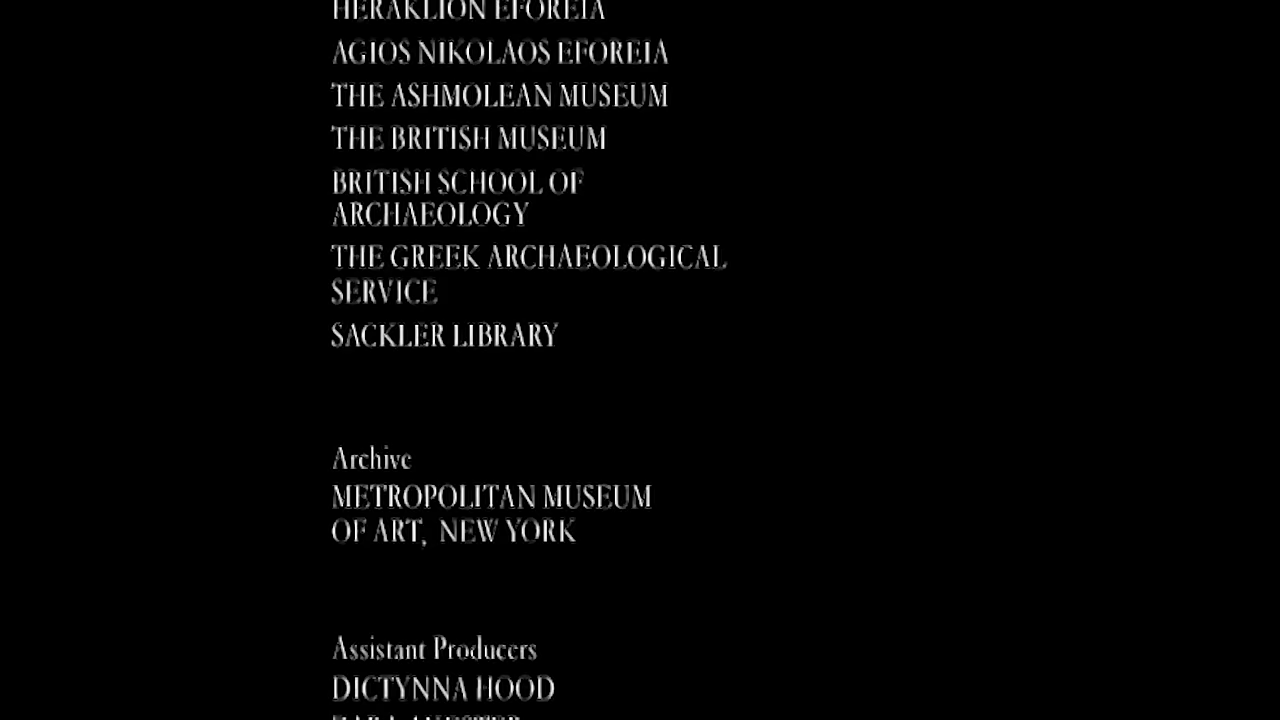 HERAKLION EFOREIA
AGIOS NIKOLAOS EFOREIA
THE ASHMOLEAN MUSEUM
THE BRITISH MUSEUM
BRITISH SCHOOL OF
ARCHAEOLOGY
THE GREEK ARCHAEOLOGICAL
SERVICE
SACKLER LIBRARY
Archive
METROPOLITAN MUSEUM
OF ART, NEW YORK
Assistant Producers
DICTYNNA HOOD